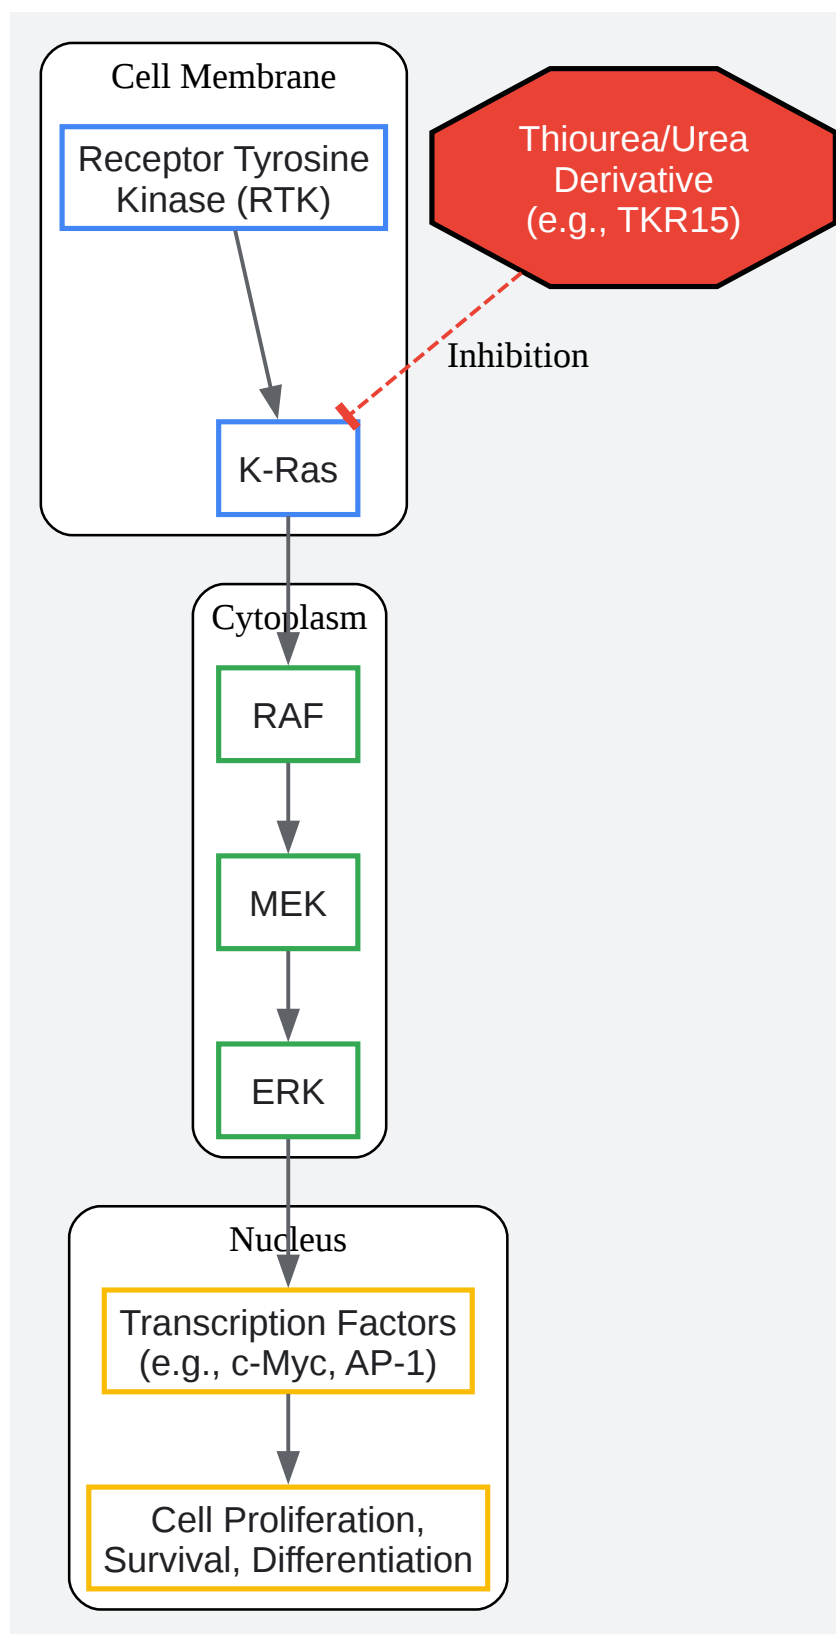 Cell Membrane
Receptor Tyrosine
Kinase (RTK)
Thiourea/Urea
Derivative
(e.g., TKR15)
Inhibition
K-Ras
Cytoplasm
RAF
MEK
ERK
Nucleus
Transcription Factors
(e.g., c-Myc, AP-1)
Cell Proliferation,
Survival, Differentiation